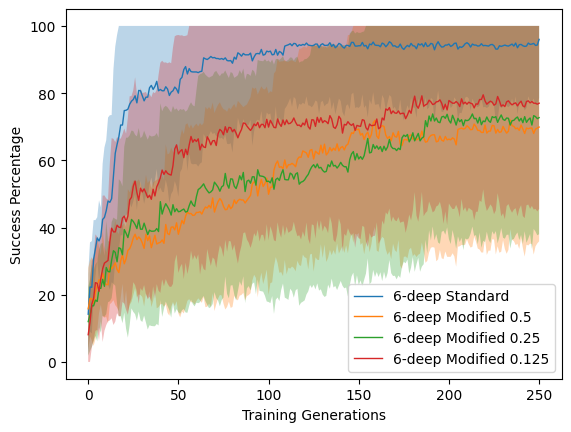 100
80
60
40
20
0
Success Percentage
6-deep Standard
6-deep Modified 0.5
6-deep Modified 0.25
6-deep Modified 0.125
0 50 100 150 200 250
Training Generations